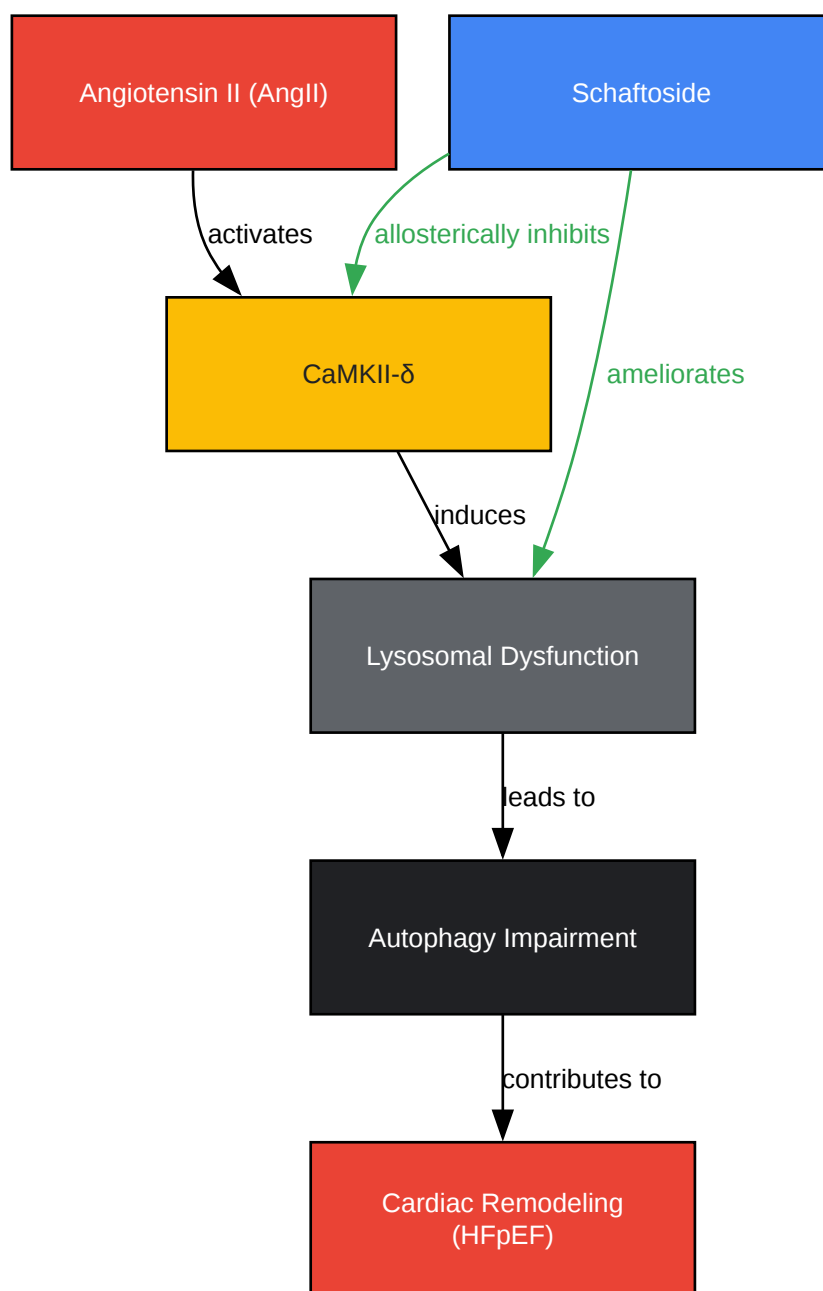 Angiotensin II (AngII)
Schaftoside
activates
allosterically inhibits
CaMKII-δ
ameliorates
induces
Lysosomal Dysfunction
leads to
Autophagy Impairment
contributes to
Cardiac Remodeling
(HFpEF)